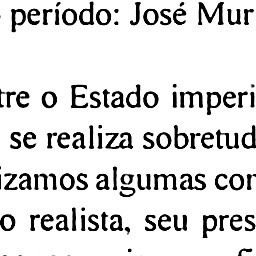 período: José Mur
tre o Estado imperi
se realiza sobretud
izamos algumas con
o realista, seu pres